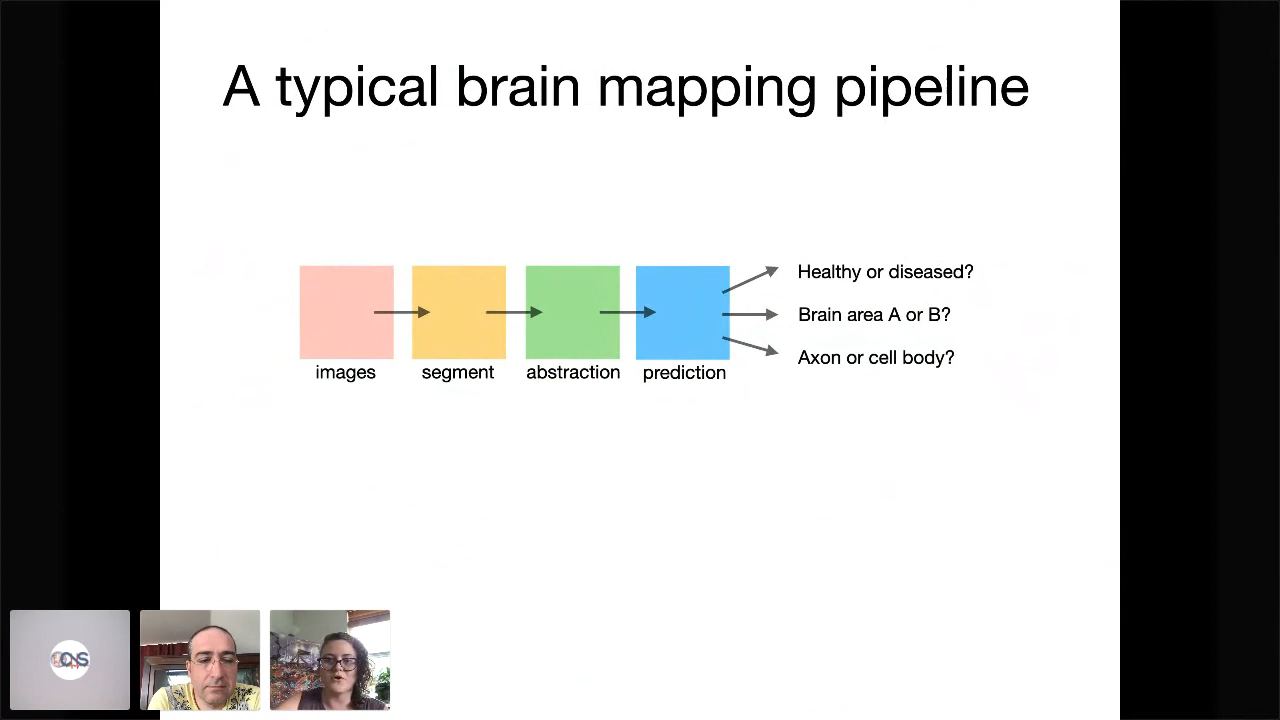 A typical brain mapping pipeline
Healthy or diseased?
Brain area A or B?
Axon or cell body?
images
segment
abstraction
prediction